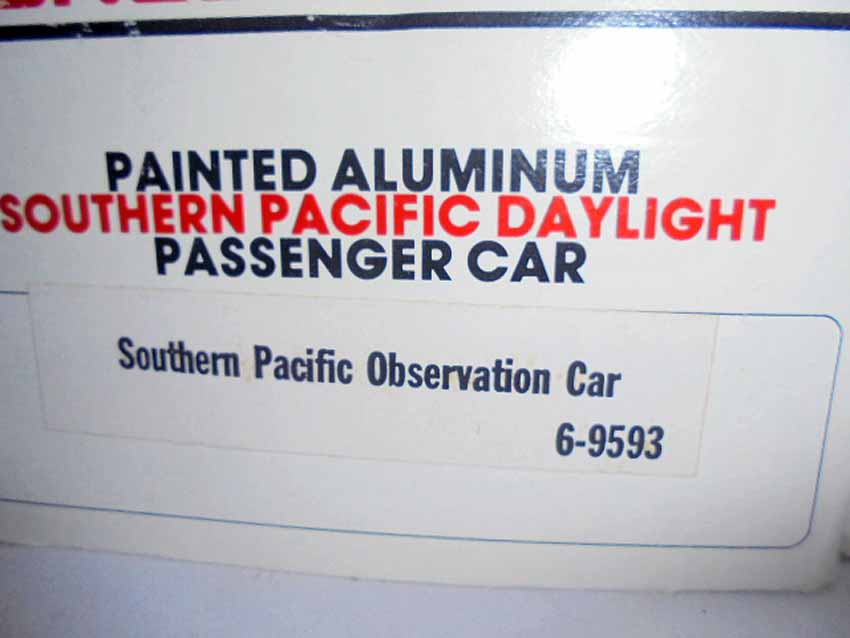 PAINTED ALUMINUM
SOUTHERN PACIFIC DAYLIGHT
PASSENGER CAR
Southern Pacific Observation Car
6-9593